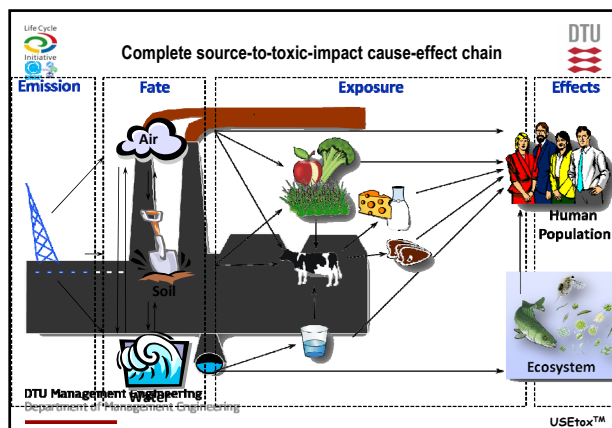 Life Cycle
Initiative
DTU
Complete source-to-toxic-impact cause-effect chain
Emission
Fate
Exposure
Effects
Air
Soil
Water
Human
Population
Ecosystem
DTU Management Engineering
Department of Management Engineering
USEtox™